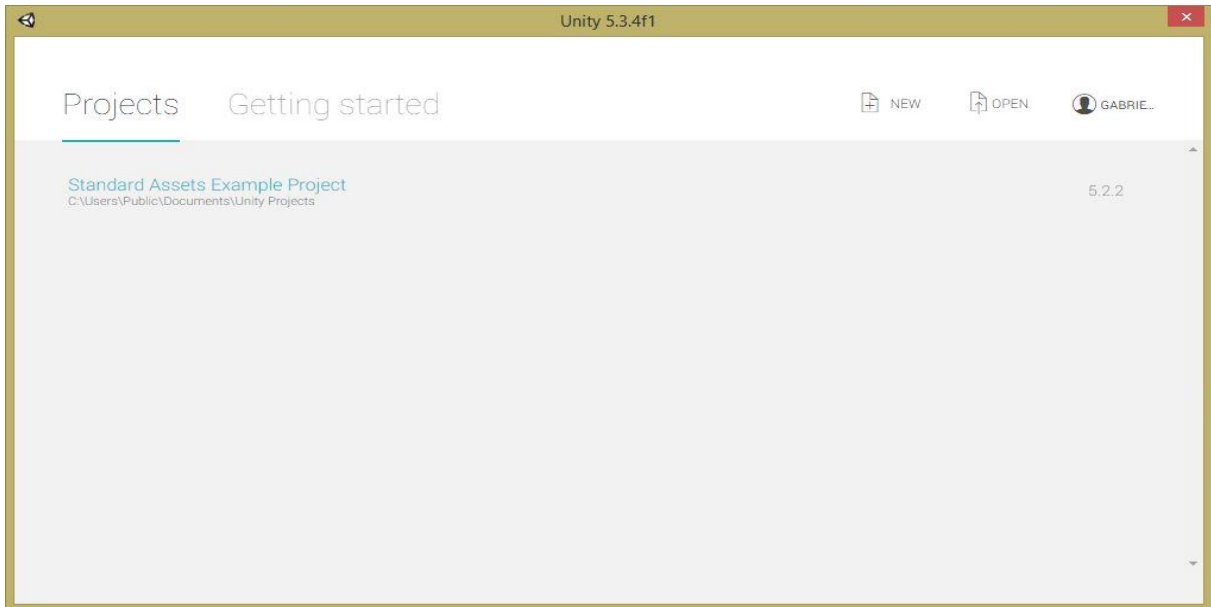 Unity 5.3.4f1
Projects Getting started NEW OPEN GABRIE...
Standard Assets Example Project 5.2.2
C:\Users\Public\Documents\Unity Projects